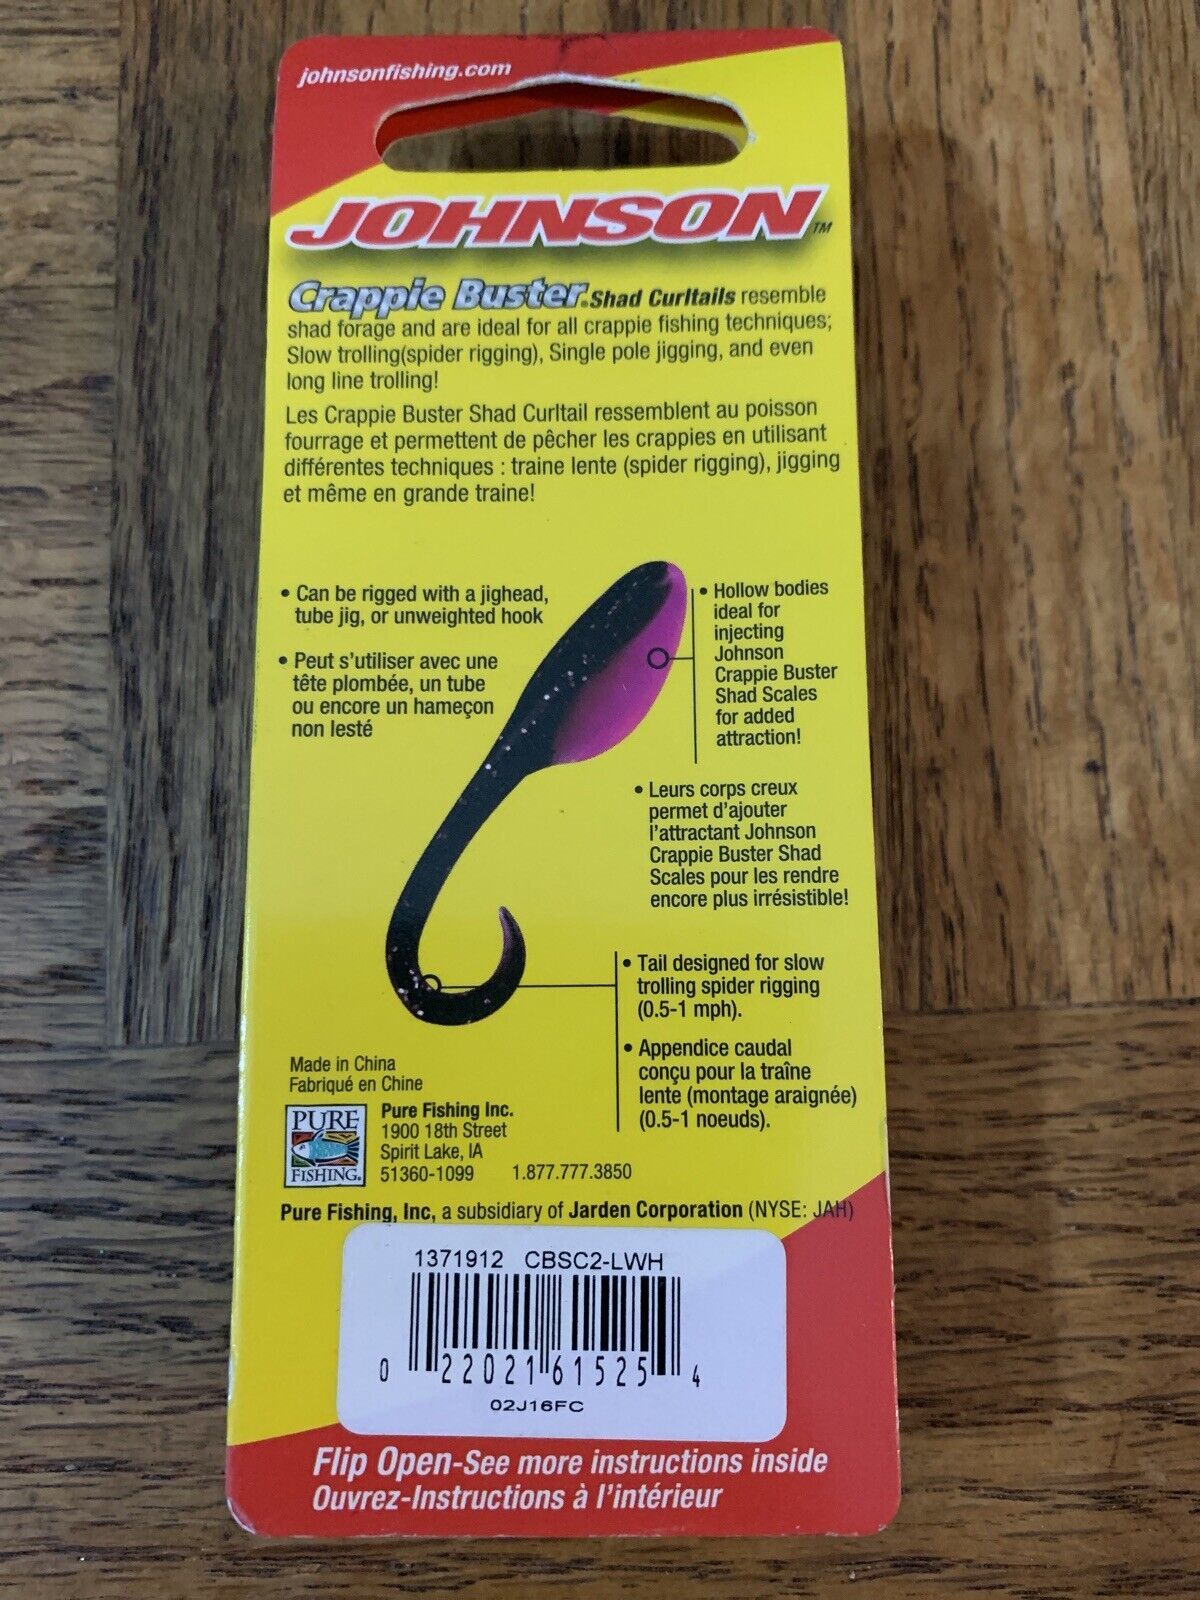 johnsonfishing.com
JOHNSON™
Crappie Buster® Shad Curltails resemble
shad forage and are ideal for all crappie fishing techniques;
Slow trolling(spider rigging), Single pole jigging, and even
long line trolling!
Les Crappie Buster Shad Curltail ressemblent au poisson
fourrage et permettent de pêcher les crappies en utilisant
différentes techniques : traine lente (spider rigging), jigging
et même en grande traine!
• Can be rigged with a jighead,
tube jig, or unweighted hook
• Peut s'utiliser avec une
tête plombée, un tube
ou encore un hameçon
non lesté
• Hollow bodies
ideal for
injecting
Johnson
Crappie Buster
Shad Scales
for added
attraction!
• Leurs corps creux
permet d'ajouter
l'attractant Johnson
Crappie Buster Shad
Scales pour les rendre
encore plus irrésistible!
• Tail designed for slow
trolling spider rigging
(0.5-1 mph).
• Appendice caudal
conçu pour la traîne
lente (montage araignée)
(0.5-1 noeuds).
Made in China
Fabriqué en Chine
PURE
FISHING®
Pure Fishing Inc.
1900 18th Street
Spirit Lake, IA
51360-1099 1.877.777.3850
Pure Fishing, Inc, a subsidiary of Jarden Corporation (NYSE: JAH)
1371912 CBSC2-LWH
0 22021 61525 4
02J16FC
Flip Open-See more instructions inside
Ouvrez-Instructions à l'intérieur